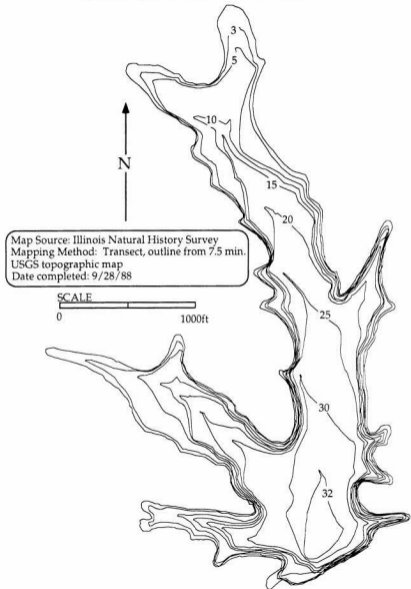 3
5
10
15
N
20
Map Source: Illinois Natural History Survey
Mapping Method: Transect, outline from 7.5 min.
USGS topographic map
Date completed: 9/28/88
SCALE
0 1000ft
25
30
32